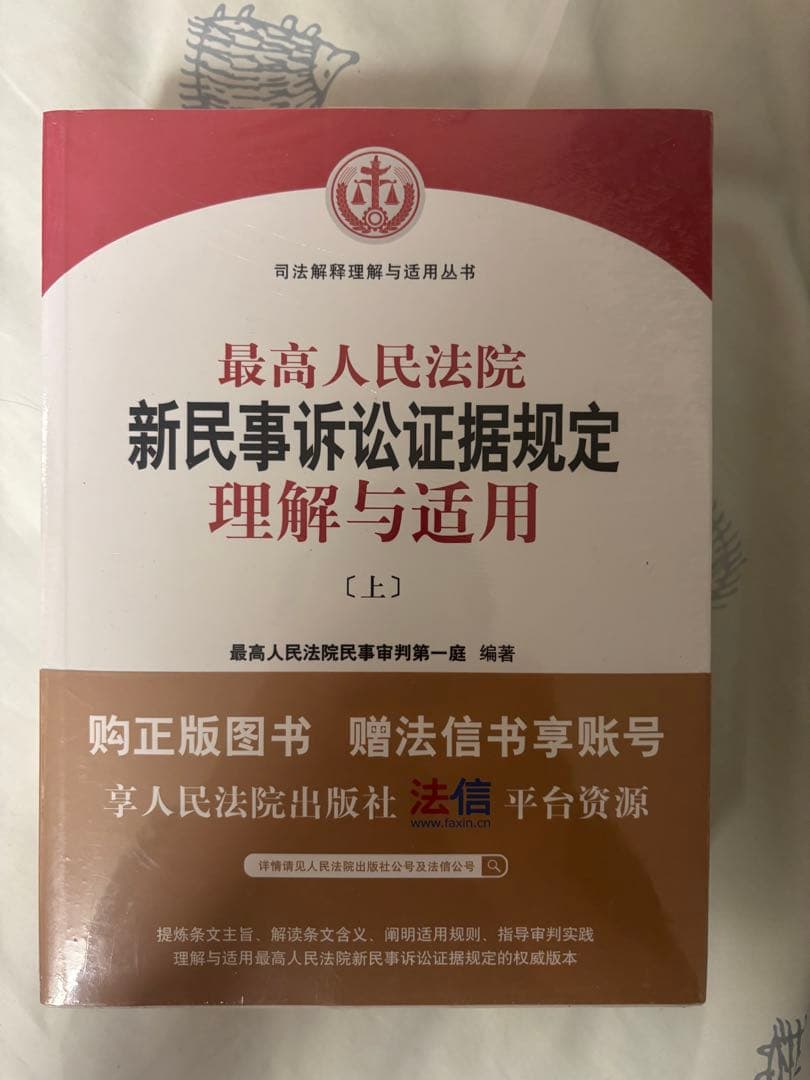 司法解释理解与适用丛书
最高人民法院
新民事诉讼证据规定
理解与适用
〔上〕
最高人民法院民事审判第一庭 编著
购正版图书 赠法信书享账号
享人民法院出版社 法信 平台资源
www.faxin.cn
详情请见人民法院出版社公号及法信公号
提炼条文主旨、解读条文含义、阐明适用规则、指导审判实践
理解与适用最高人民法院新民事诉讼证据规定的权威版本